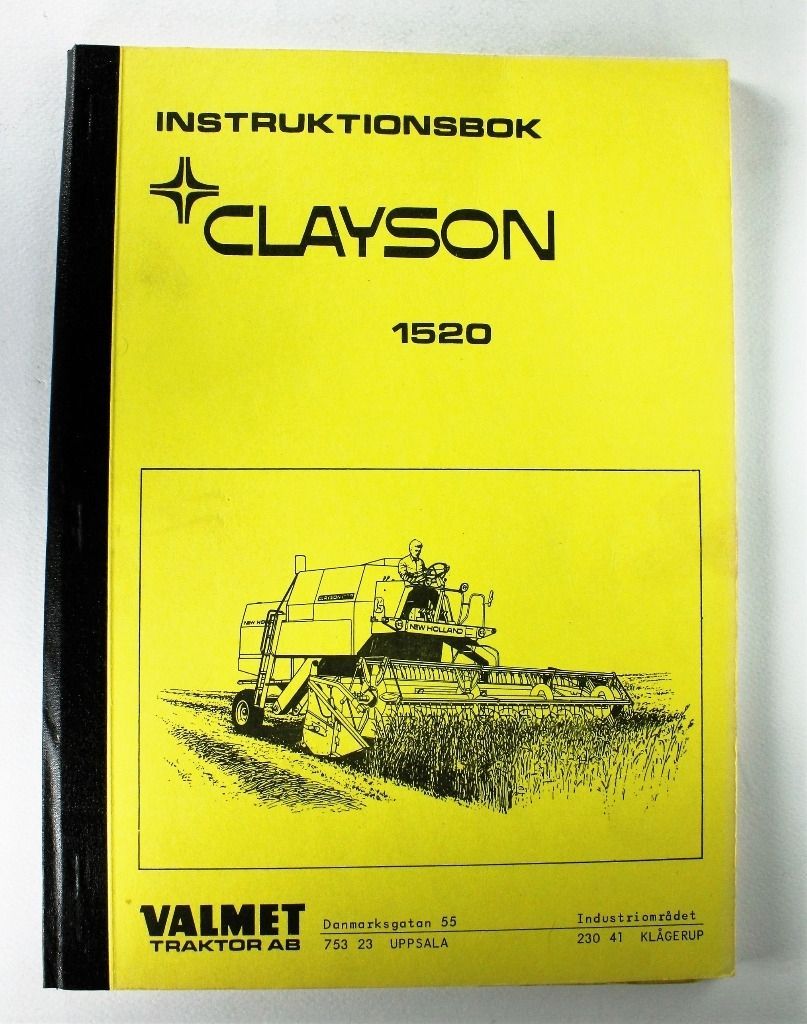 INSTRUKTIONSBOK
CLAYSON
1520
NEW HOLLAND
VALMET
TRAKTOR AB
Danmarksgatan 55
753 23 UPPSALA
Industriområdet
230 41 KLÅGERUP